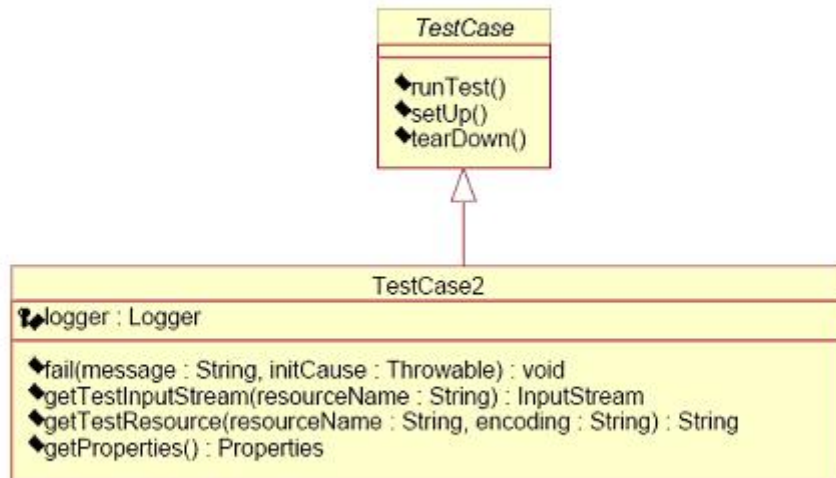 TestCase
runTest()
setUp()
tearDown()
TestCase2
logger : Logger
fail(message : String, initCause : Throwable) : void
getTestInputStream(resourceName : String) : InputStream
getTestResource(resourceName : String, encoding : String) : String
getProperties() : Properties